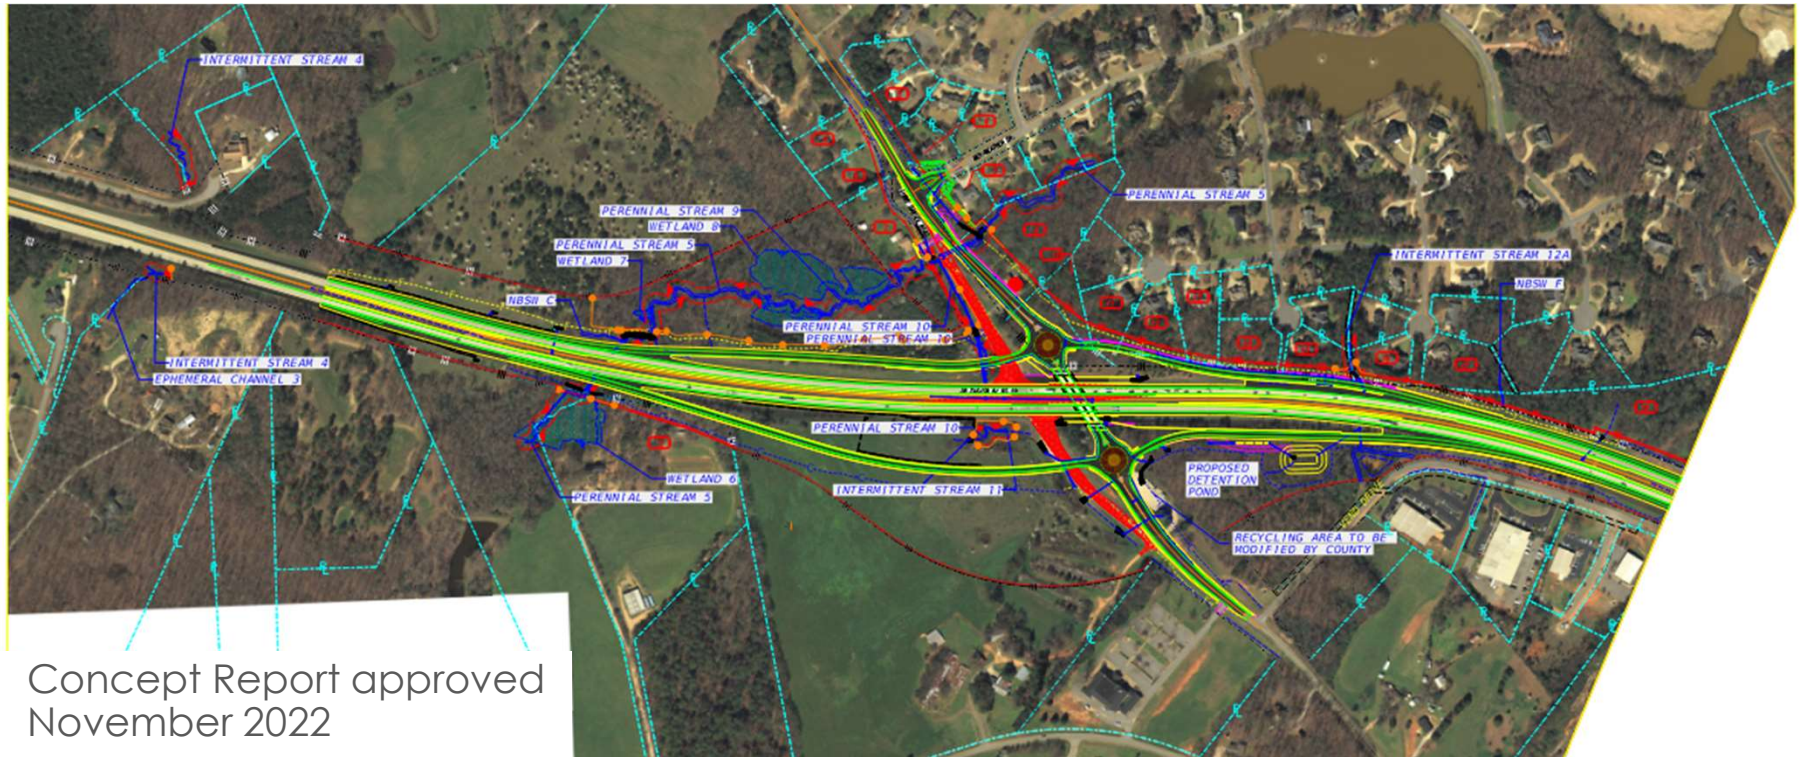 INTERMITTENT STREAM 4
PERENNIAL STREAM 5
PERENNIAL STREAM 9
WETLAND 8
PERENNIAL STREAM 5
WETLAND 7
INTERMITTENT STREAM 12A
NBSW F
NBSW C
PERENNIAL STREAM 10
PERENNIAL STREAM 10
INTERMITTENT STREAM 4
EPHEMERAL CHANNEL 3
PERENNIAL STREAM 10
WETLAND 6
PERENNIAL STREAM 5
INTERMITTENT STREAM 11
PROPOSED
DETENTION
POND
RECYCLING AREA TO BE
MODIFIED BY COUNTY
Concept Report approved
November 2022